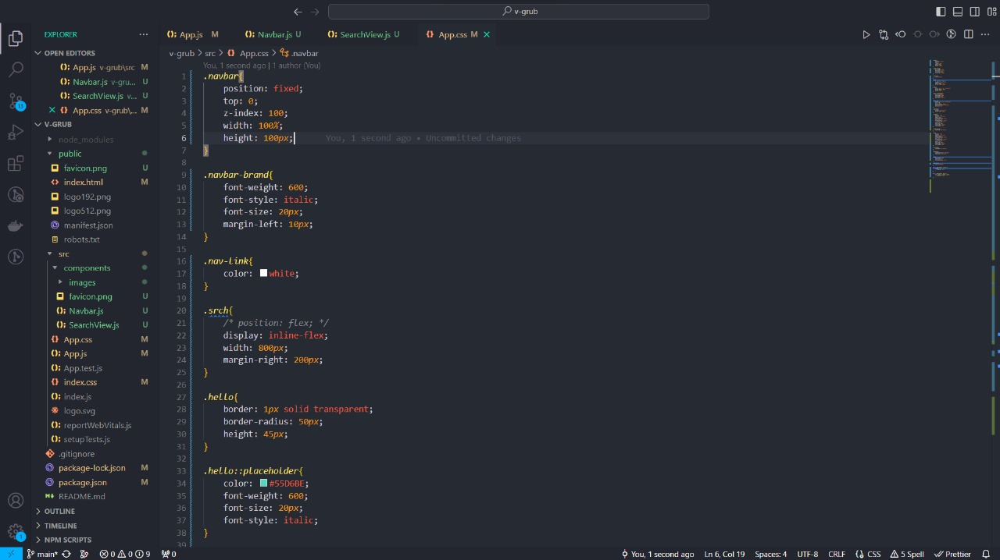 v-grub
EXPLORER
App.js M
Navbar.js U
SearchView.js U
App.css M
OPEN EDITORS
App.js v-grub\src M
Navbar.js v-gru... U
SearchView.js v-... U
App.css v-grub\... M
V-GRUB
node_modules
public
favicon.png U
index.html M
logo192.png
logo512.png
manifest.json
robots.txt
src
components
images
favicon.png U
Navbar.js U
SearchView.js U
App.css M
App.js M
App.test.js
index.css M
index.js
logo.svg
reportWebVitals.js
setupTests.js
.gitignore
package-lock.json M
package.json M
README.md
OUTLINE
TIMELINE
NPM SCRIPTS
13
1
v-grub > src > App.css > .navbar
You, 1 second ago | 1 author (You)
1 .navbar{
2 position: fixed;
3 top: 0;
4 z-index: 100;
5 width: 100%;
6 height: 100px; You, 1 second ago • Uncommitted changes
7 }
8
9 .navbar-brand{
10 font-weight: 600;
11 font-style: italic;
12 font-size: 20px;
13 margin-left: 10px;
14 }
15
16 .nav-link{
17 color: white;
18 }
19
20 .srch{
21 /* position: flex; */
22 display: inline-flex;
23 width: 800px;
24 margin-right: 200px;
25 }
26
27 .hello{
28 border: 1px solid transparent;
29 border-radius: 50px;
30 height: 45px;
31 }
32
33 .hello::placeholder{
34 color: #55D6BE;
35 font-weight: 600;
36 font-size: 20px;
37 font-style: italic;
38 }
39
main* 0 0 9 0 You, 1 second ago Ln 6, Col 19 Spaces: 4 UTF-8 CRLF CSS 5 Spell Prettier